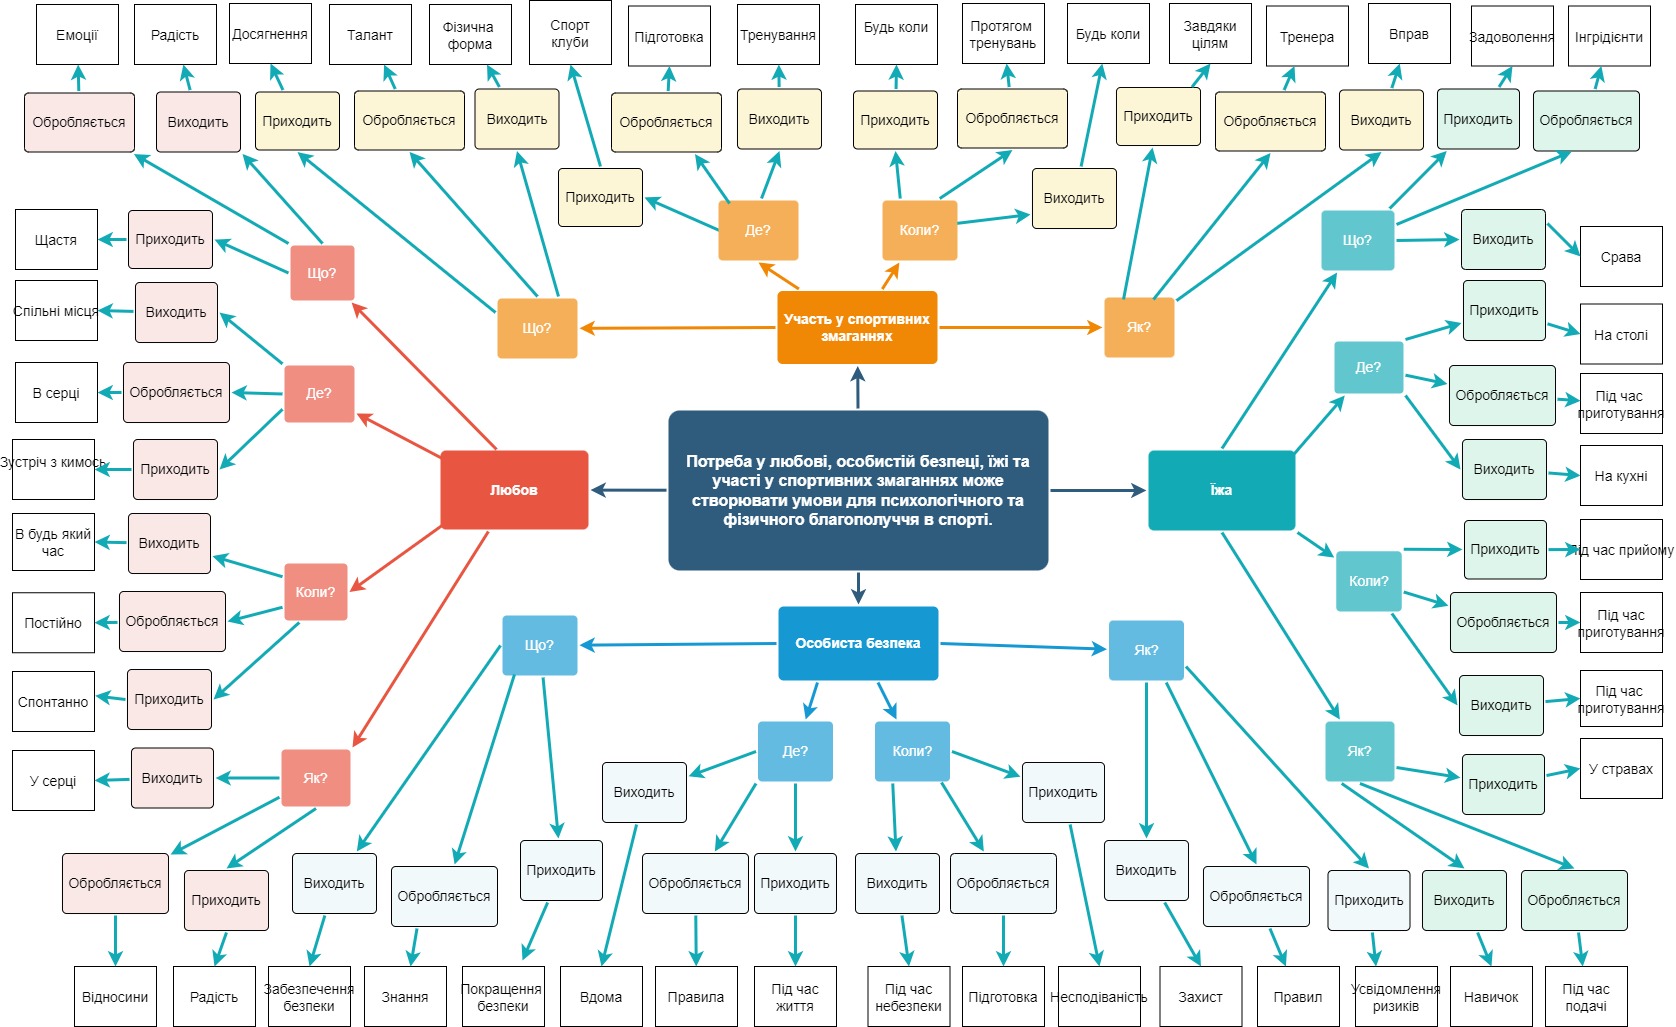 Емоції
Радість
Досягнення
Талант
Фізична
форма
Спорт
клуби
Підготовка
Тренування
Будь коли
Протягом
тренувань
Будь коли
Завдяки
цілям
Тренера
Вправ
Задоволення
Інгрідієнти
Обробляється
Виходить
Приходить
Обробляється
Виходить
Обробляється
Виходить
Приходить
Обробляється
Приходить
Обробляється
Виходить
Приходить
Обробляється
Приходить
Виходить
Щастя
Приходить
Що?
Де?
Коли?
Що?
Виходить
Срава
Спільні місця
Виходить
Що?
Участь у спортивних
змаганнях
Як?
Приходить
На столі
В серці
Обробляється
Де?
Де?
Обробляється
Під час
приготування
Зустріч з кимось
Приходить
Любов
Потреба у любові, особистій безпеці, їжі та
участі у спортивних змаганнях може
створювати умови для психологічного та
фізичного благополуччя в спорті.
Їжа
Виходить
На кухні
В будь який
час
Виходить
Приходить
Під час прийому
Коли?
Коли?
Постійно
Обробляється
Обробляється
Під час
приготування
Що?
Особиста безпека
Як?
Спонтанно
Приходить
Виходить
Під час
приготування
У серці
Виходить
Як?
Де?
Коли?
Як?
Приходить
У стравах
Виходить
Приходить
Обробляється
Приходить
Виходить
Обробляється
Приходить
Обробляється
Приходить
Виходить
Обробляється
Виходить
Обробляється
Приходить
Виходить
Обробляється
Відносини
Радість
Забезпечення
безпеки
Знання
Покращення
безпеки
Вдома
Правила
Під час
життя
Під час
небезпеки
Підготовка
Несподіваність
Захист
Правил
Усвідомлення
ризиків
Навичок
Під час
подачі